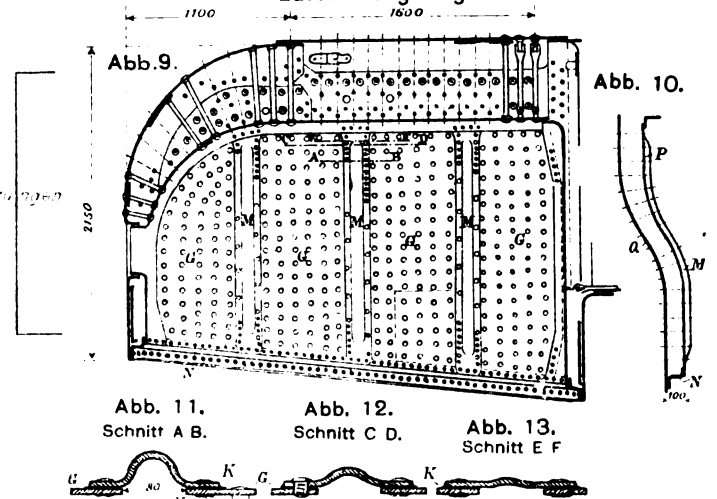 1100
1600
Abb. 9.
Abb. 10.
2150
A
B
P
Q
M
M
M
M
G
G
G
G
N
N
100
Abb. 11.
Schnitt A B.
Abb. 12.
Schnitt C D.
Abb. 13.
Schnitt E F
G
80
K
G
K